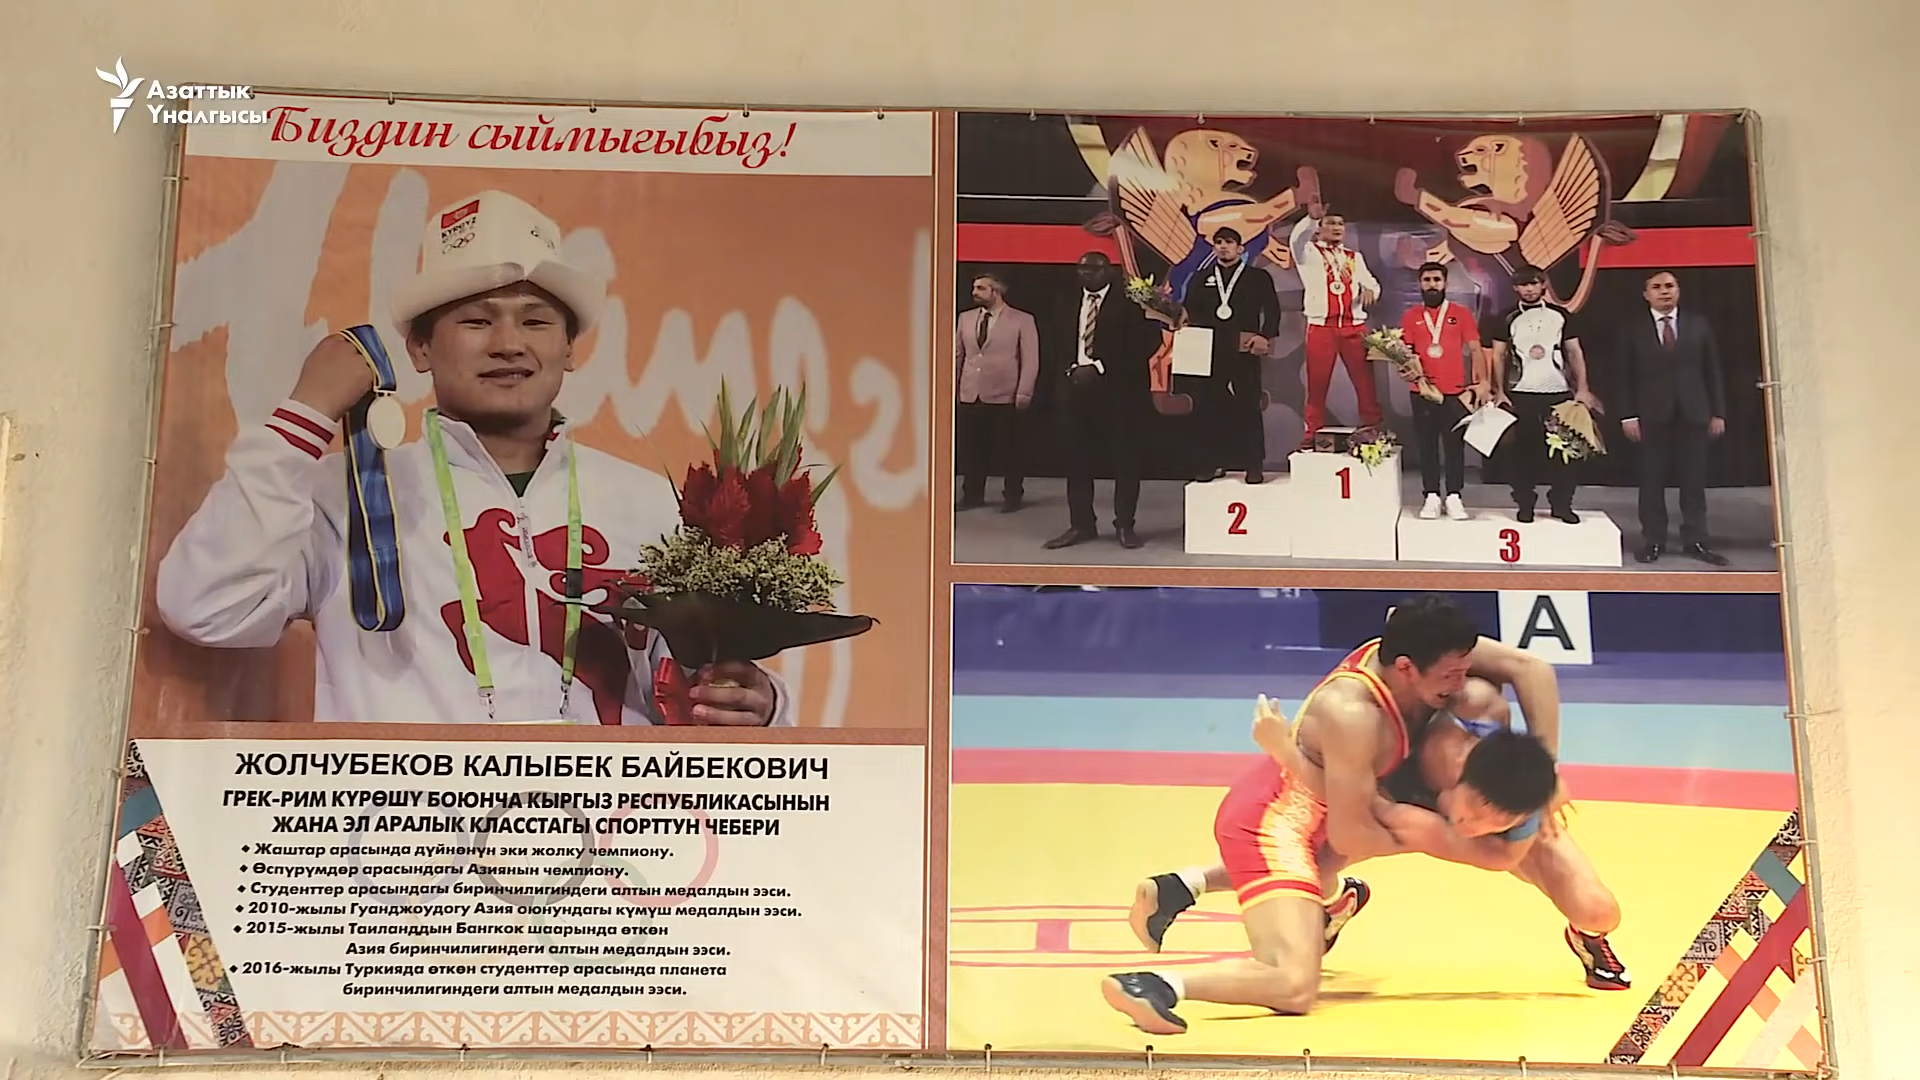 Азаттык
Үналгысы
Биздин сыймыгыбыз!
KYRGYZ
2
1
3
A
ЖОЛЧУБЕКОВ КАЛЫБЕК БАЙБЕКОВИЧ
ГРЕК-РИМ КҮРӨШҮ БОЮНЧА КЫРГЫЗ РЕСПУБЛИКАСЫНЫН
ЖАНА ЭЛ АРАЛЫК КЛАССТАГЫ СПОРТТУН ЧЕБЕРИ
◆ Жаштар арасында дүйнөнүн эки жолку чемпиону.
◆ Өспүрүмдөр арасындагы Азиянын чемпиону.
◆ Студенттер арасындагы биринчилигиндеги алтын медалдын ээси.
◆ 2010-жылы Гуанджоудогу Азия оюнундагы күмүш медалдын ээси.
◆ 2015-жылы Таиланддын Бангкок шаарында өткөн
Азия биринчилигиндеги алтын медалдын ээси.
◆ 2016-жылы Туркияда өткөн студенттер арасында планета
биринчилигиндеги алтын медалдын ээси.